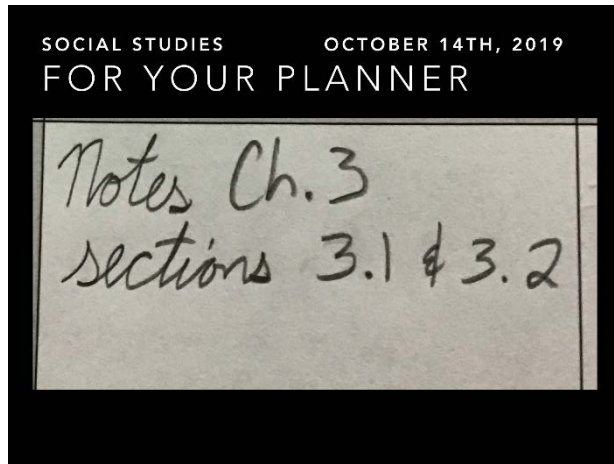 SOCIAL STUDIES OCTOBER 14TH, 2019
FOR YOUR PLANNER
Notes Ch. 3
sections 3.1 & 3.2